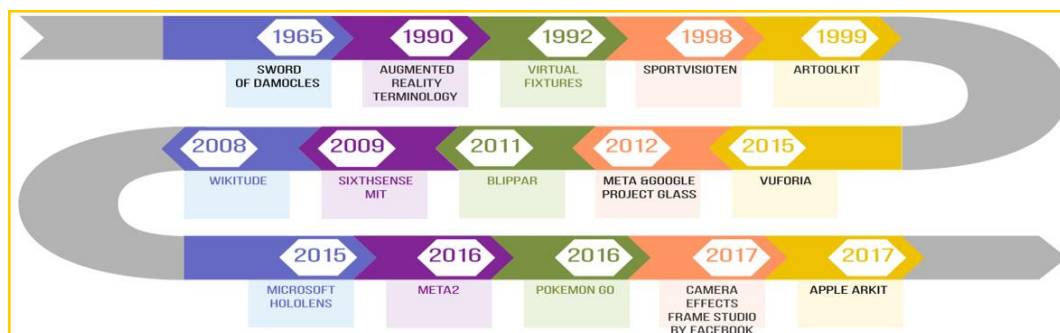 1965
1990
1992
1998
1999
SWORD
OF DAMOCLES
AUGMENTED
REALITY
TERMINOLOGY
VIRTUAL
FIXTURES
SPORTVISIOTEN
ARTOOLKIT
2008
2009
2011
2012
2015
WIKITUDE
SIXTHSENSE
MIT
BLIPPAR
META &GOOGLE
PROJECT GLASS
VUFORIA
2015
2016
2016
2017
2017
MICROSOFT
HOLOLENS
META2
POKEMON GO
CAMERA
EFFECTS
FRAME STUDIO
BY FACEBOOK
APPLE ARKIT